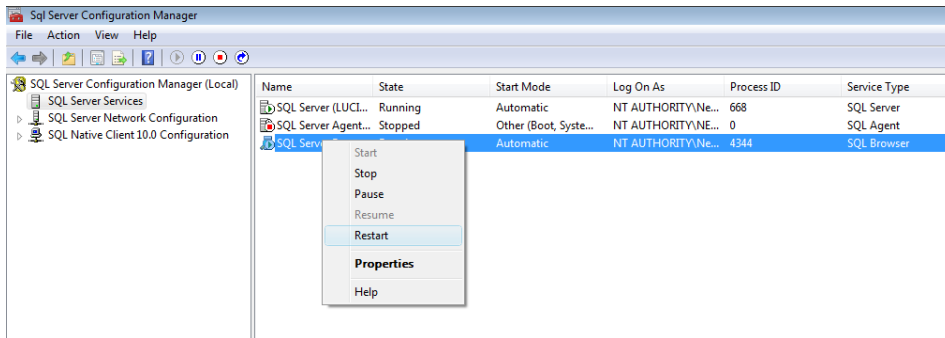 Sql Server Configuration Manager
File Action View Help
SQL Server Configuration Manager (Local)
SQL Server Services
SQL Server Network Configuration
SQL Native Client 10.0 Configuration
Name State Start Mode Log On As Process ID Service Type
SQL Server (LUCI... Running Automatic NT AUTHORITY\Ne... 668 SQL Server
SQL Server Agent... Stopped Other (Boot, Syste... NT AUTHORITY\NE... 0 SQL Agent
SQL Automatic NT AUTHORITY\Ne... 4344 SQL Browser
Start
Stop
Pause
Resume
Restart
Properties
Help